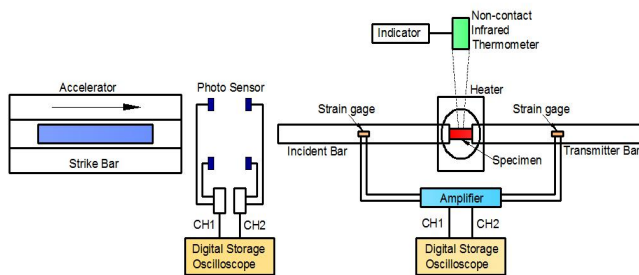 Non-contact
Infrared
Thermometer
Indicator
Accelerator
Photo Sensor
Heater
Strain gage
Strain gage
Strike Bar
Incident Bar
Specimen
Transmitter Bar
Amplifier
CH1
CH2
CH1
CH2
Digital Storage
Oscilloscope
Digital Storage
Oscilloscope